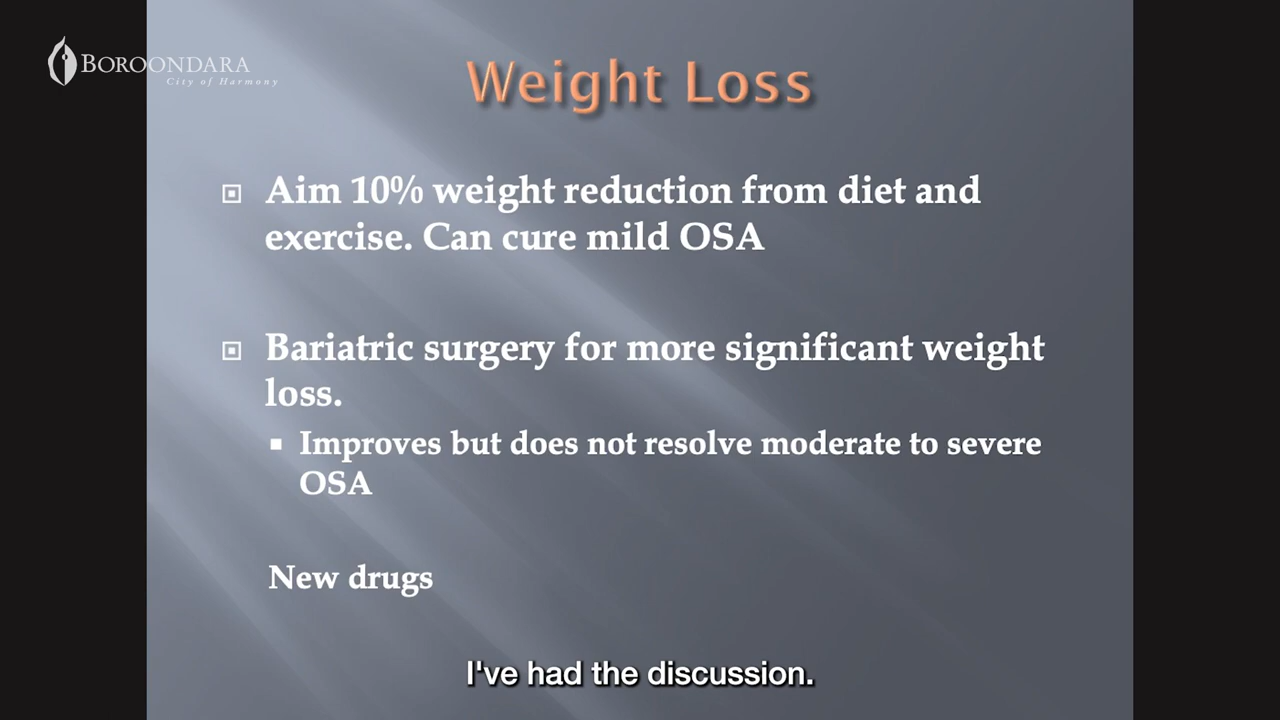 BOROONDARA
City of Harmony
Weight Loss
Aim 10% weight reduction from diet and
exercise. Can cure mild OSA
Bariatric surgery for more significant weight
loss.
Improves but does not resolve moderate to severe
OSA
New drugs
I've had the discussion.